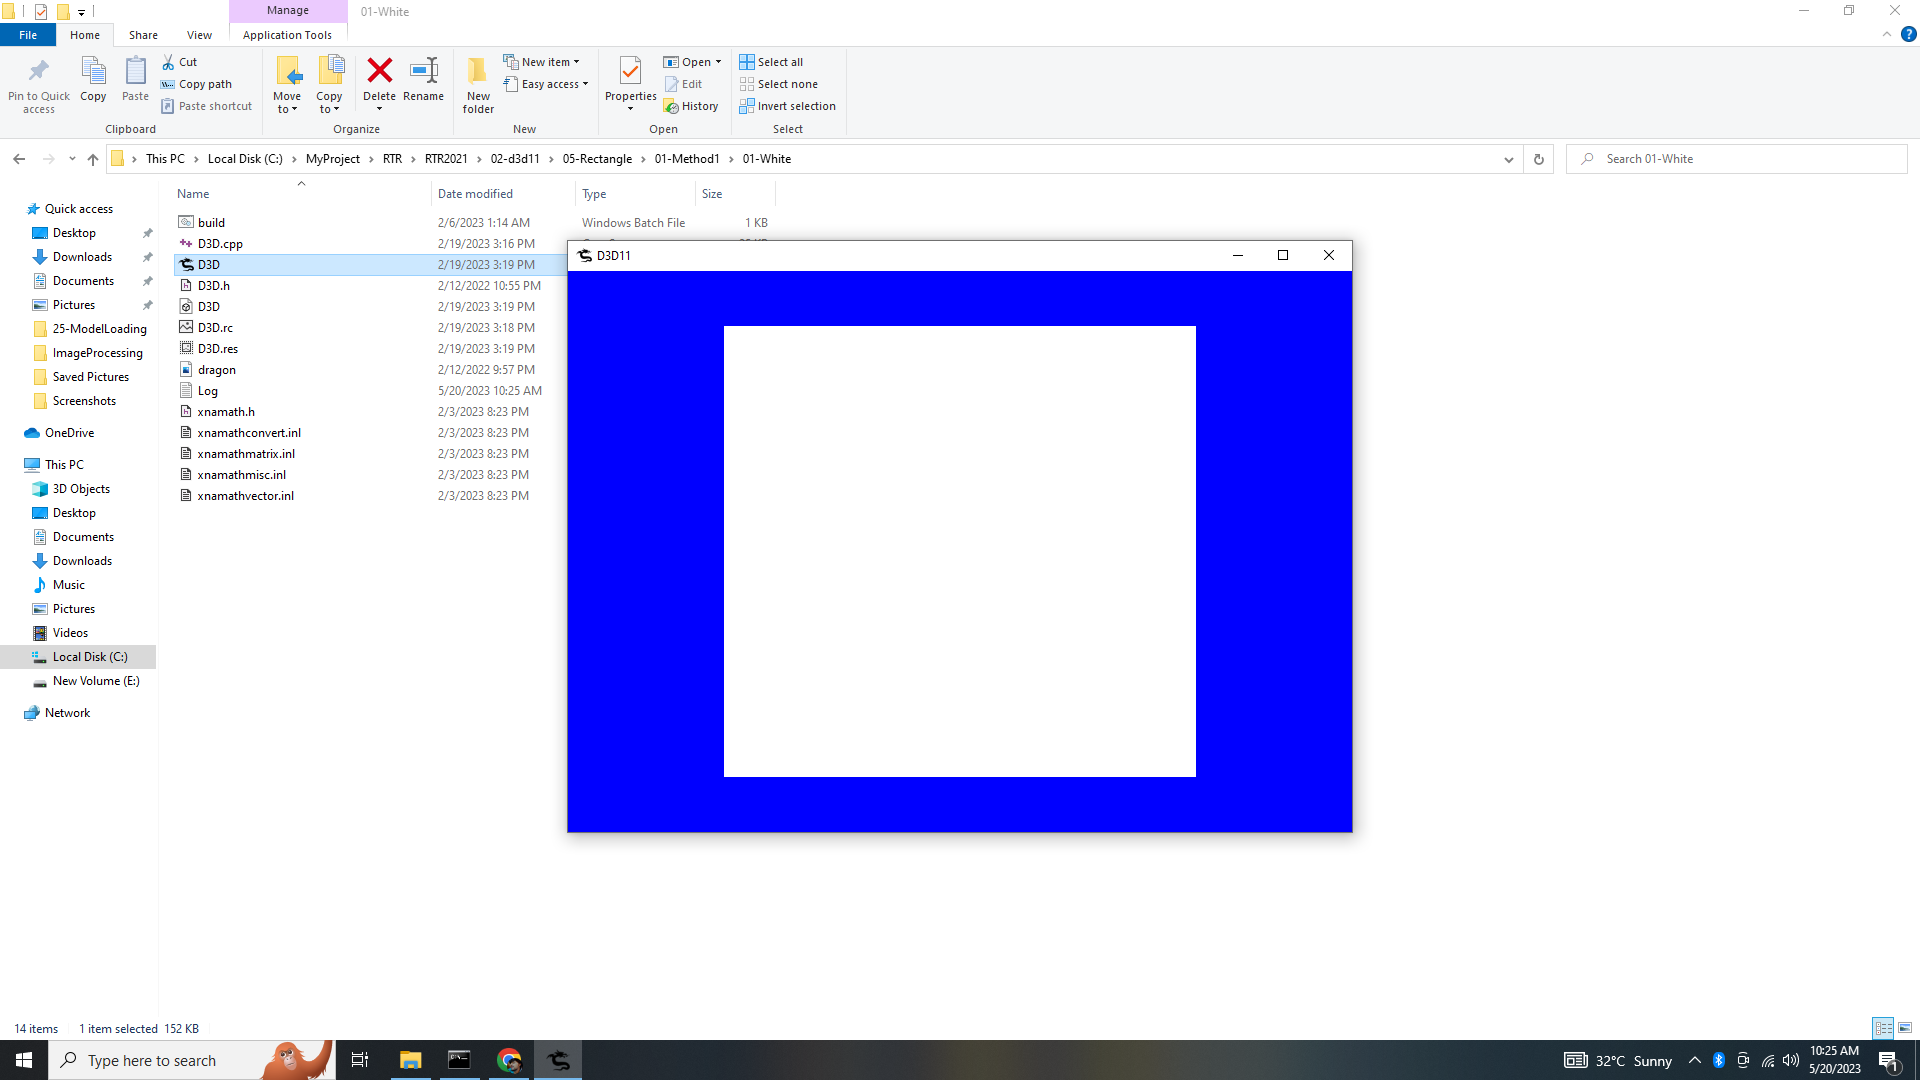 Manage
01-White
File
Home
Share
View
Application Tools
Pin to Quick access
Copy
Paste
Cut
Copy path
Paste shortcut
Clipboard
Move to
Copy to
Delete
Rename
Organize
New folder
New item
Easy access
New
Properties
Open
Edit
History
Open
Select all
Select none
Invert selection
Select
This PC > Local Disk (C:) > MyProject > RTR > RTR2021 > 02-d3d11 > 05-Rectangle > 01-Method1 > 01-White
Search 01-White
Name Date modified Type Size
build 2/6/2023 1:14 AM Windows Batch File 1 KB
D3D.cpp 2/19/2023 3:16 PM
D3D 2/19/2023 3:19 PM
D3D.h 2/12/2022 10:55 PM
D3D 2/19/2023 3:19 PM
D3D.rc 2/19/2023 3:18 PM
D3D.res 2/19/2023 3:19 PM
dragon 2/12/2022 9:57 PM
Log 5/20/2023 10:25 AM
xnamath.h 2/3/2023 8:23 PM
xnamathconvert.inl 2/3/2023 8:23 PM
xnamathmatrix.inl 2/3/2023 8:23 PM
xnamathmisc.inl 2/3/2023 8:23 PM
xnamathvector.inl 2/3/2023 8:23 PM
Quick access
Desktop
Downloads
Documents
Pictures
25-ModelLoading
ImageProcessing
Saved Pictures
Screenshots
OneDrive
This PC
3D Objects
Desktop
Documents
Downloads
Music
Pictures
Videos
Local Disk (C:)
New Volume (E:)
Network
D3D11
14 items 1 item selected 152 KB
Type here to search
32°C Sunny
10:25 AM
5/20/2023
1